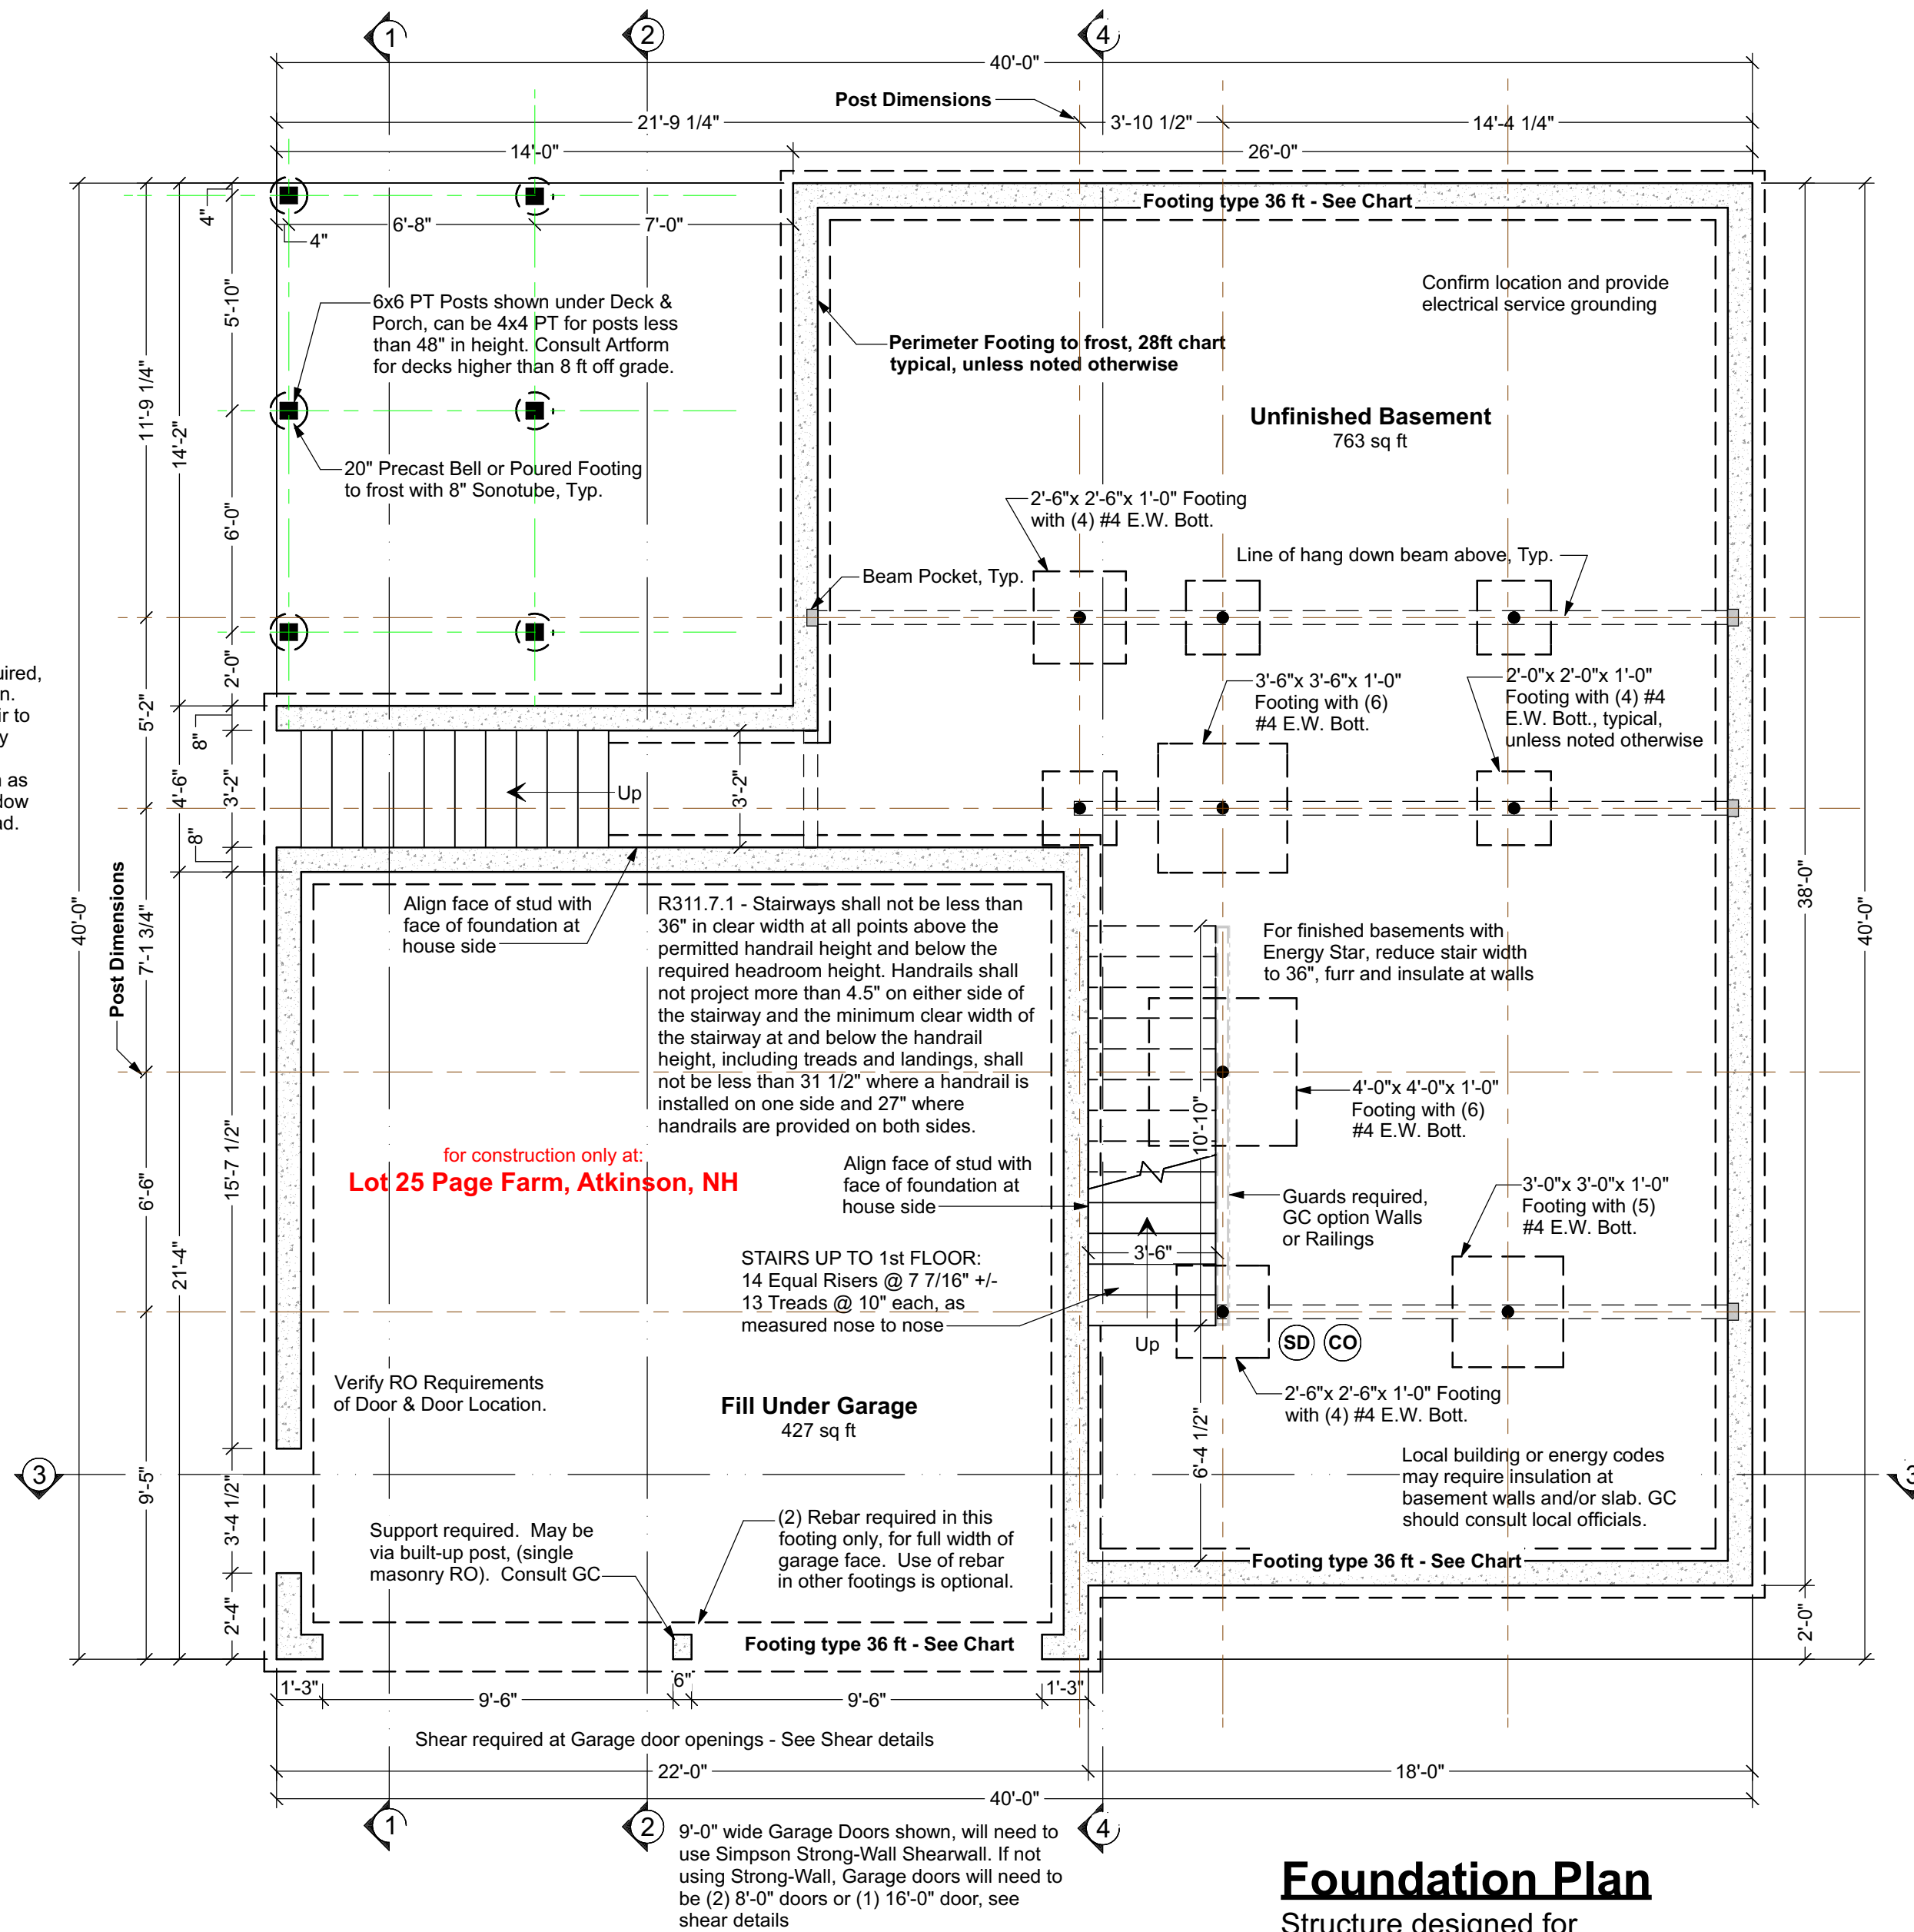 1
2
4
40'-0"
Post Dimensions
21'-9 1/4"
3'-10 1/2"
14'-4 1/4"
14'-0"
26'-0"
4"
6'-8"
7'-0"
4"
Footing type 36 ft - See Chart
5'-10"
6x6 PT Posts shown under Deck &
Porch, can be 4x4 PT for posts less
than 48" in height. Consult Artform
for decks higher than 8 ft off grade.
Confirm location and provide
electrical service grounding
Perimeter Footing to frost, 28ft chart
typical, unless noted otherwise
11'-9 1/4"
14'-2"
Unfinished Basement
763 sq ft
20" Precast Bell or Poured Footing
to frost with 8" Sonotube, Typ.
6'-0"
2'-6"x 2'-6"x 1'-0" Footing
with (4) #4 E.W. Bott.
Line of hang down beam above, Typ.
Beam Pocket, Typ.
2'-0"
5'-2"
8"
3'-6"x 3'-6"x 1'-0"
Footing with (6)
#4 E.W. Bott.
2'-0"x 2'-0"x 1'-0"
Footing with (4) #4
E.W. Bott., typical,
unless noted otherwise
uired,
n.
ir to
y
as
dow
ad.
4'-6"
3'-2"
Up
3'-2"
8"
40'-0"
Post Dimensions
7'-1 3/4"
38'-0"
40'-0"
Align face of stud with
face of foundation at
house side
R311.7.1 - Stairways shall not be less than
36" in clear width at all points above the
permitted handrail height and below the
required headroom height. Handrails shall
not project more than 4.5" on either side of
the stairway and the minimum clear width of
the stairway at and below the handrail
height, including treads and landings, shall
not be less than 31 1/2" where a handrail is
installed on one side and 27" where
handrails are provided on both sides.
For finished basements with
Energy Star, reduce stair width
to 36", furr and insulate at walls
4'-0"x 4'-0"x 1'-0"
Footing with (6)
#4 E.W. Bott.
10'-10"
15'-7 1/2"
6'-6"
21'-4"
for construction only at:
Lot 25 Page Farm, Atkinson, NH
Align face of stud with
face of foundation at
house side
Guards required,
GC option Walls
or Railings
3'-0"x 3'-0"x 1'-0"
Footing with (5)
#4 E.W. Bott.
3'-6"
STAIRS UP TO 1st FLOOR:
14 Equal Risers @ 7 7/16" +/-
13 Treads @ 10" each, as
measured nose to nose
Up
SD
CO
2'-6"x 2'-6"x 1'-0" Footing
with (4) #4 E.W. Bott.
Verify RO Requirements
of Door & Door Location.
Fill Under Garage
427 sq ft
6'-4 1/2"
Local building or energy codes
may require insulation at
basement walls and/or slab. GC
should consult local officials.
3
3
9'-5"
3'-4 1/2"
Support required.  May be
via built-up post, (single
masonry RO).  Consult GC
(2) Rebar required in this
footing only, for full width of
garage face.  Use of rebar
in other footings is optional.
Footing type 36 ft - See Chart
2'-4"
Footing type 36 ft - See Chart
2'-0"
1'-3"
9'-6"
6"
9'-6"
1'-3"
Shear required at Garage door openings - See Shear details
22'-0"
18'-0"
40'-0"
1
2
4
9'-0" wide Garage Doors shown, will need to
use Simpson Strong-Wall Shearwall. If not
using Strong-Wall, Garage doors will need to
be (2) 8'-0" doors or (1) 16'-0" door, see
shear details
Foundation Plan
Structure designed for